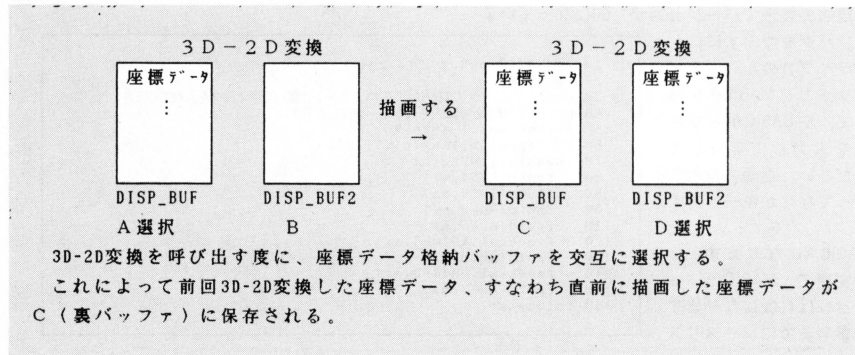 3D-2D変換 3D-2D変換
座標データ 座標データ 座標データ
⋮ ⋮ ⋮
描画する
→
DISP_BUF DISP_BUF2 DISP_BUF DISP_BUF2
A選択 B C D選択
3D-2D変換を呼び出す度に、座標データ格納バッファを交互に選択する。
これによって前回3D-2D変換した座標データ、すなわち直前に描画した座標データが
C(裏バッファ)に保存される。